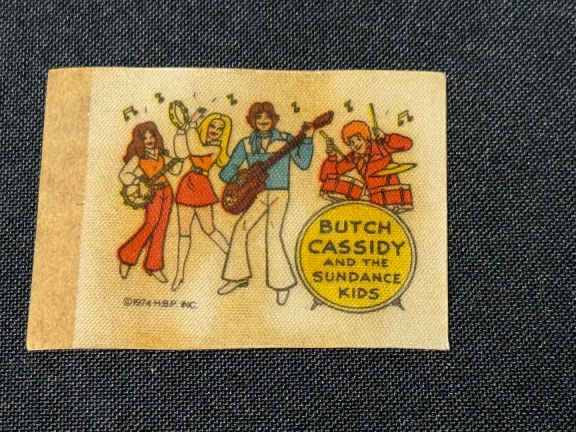 BUTCH
CASSIDY
AND THE
SUNDANCE
KIDS
©1974 H.B.P. INC.